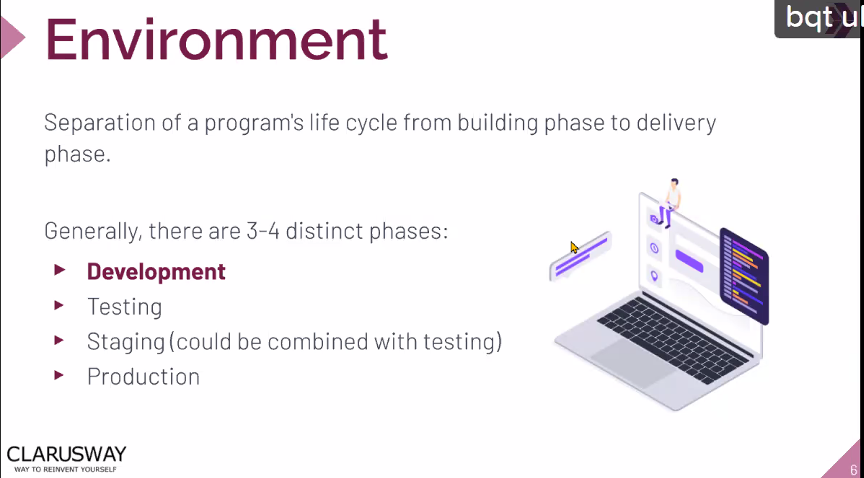 Environment
bqt u
Separation of a program's life cycle from building phase to delivery
phase.
Generally, there are 3-4 distinct phases:
Development
Testing
Staging (could be combined with testing)
Production
CLARUSWAY
WAY TO REINVENT YOURSELF
6